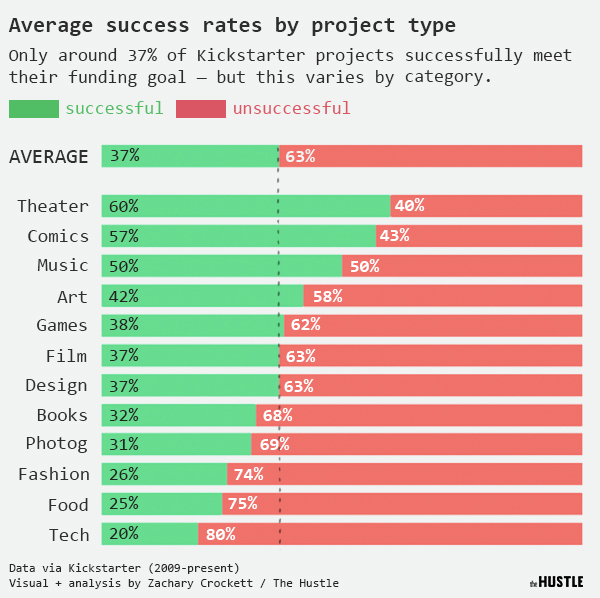 Average success rates by project type
Only around 37% of Kickstarter projects successfully meet
their funding goal — but this varies by category.
successful unsuccessful
AVERAGE 37% 63%
Theater 60% 40%
Comics 57% 43%
Music 50% 50%
Art 42% 58%
Games 38% 62%
Film 37% 63%
Design 37% 63%
Books 32% 68%
Photog 31% 69%
Fashion 26% 74%
Food 25% 75%
Tech 20% 80%
Data via Kickstarter (2009-present)
Visual + analysis by Zachary Crockett / The Hustle
the HUSTLE